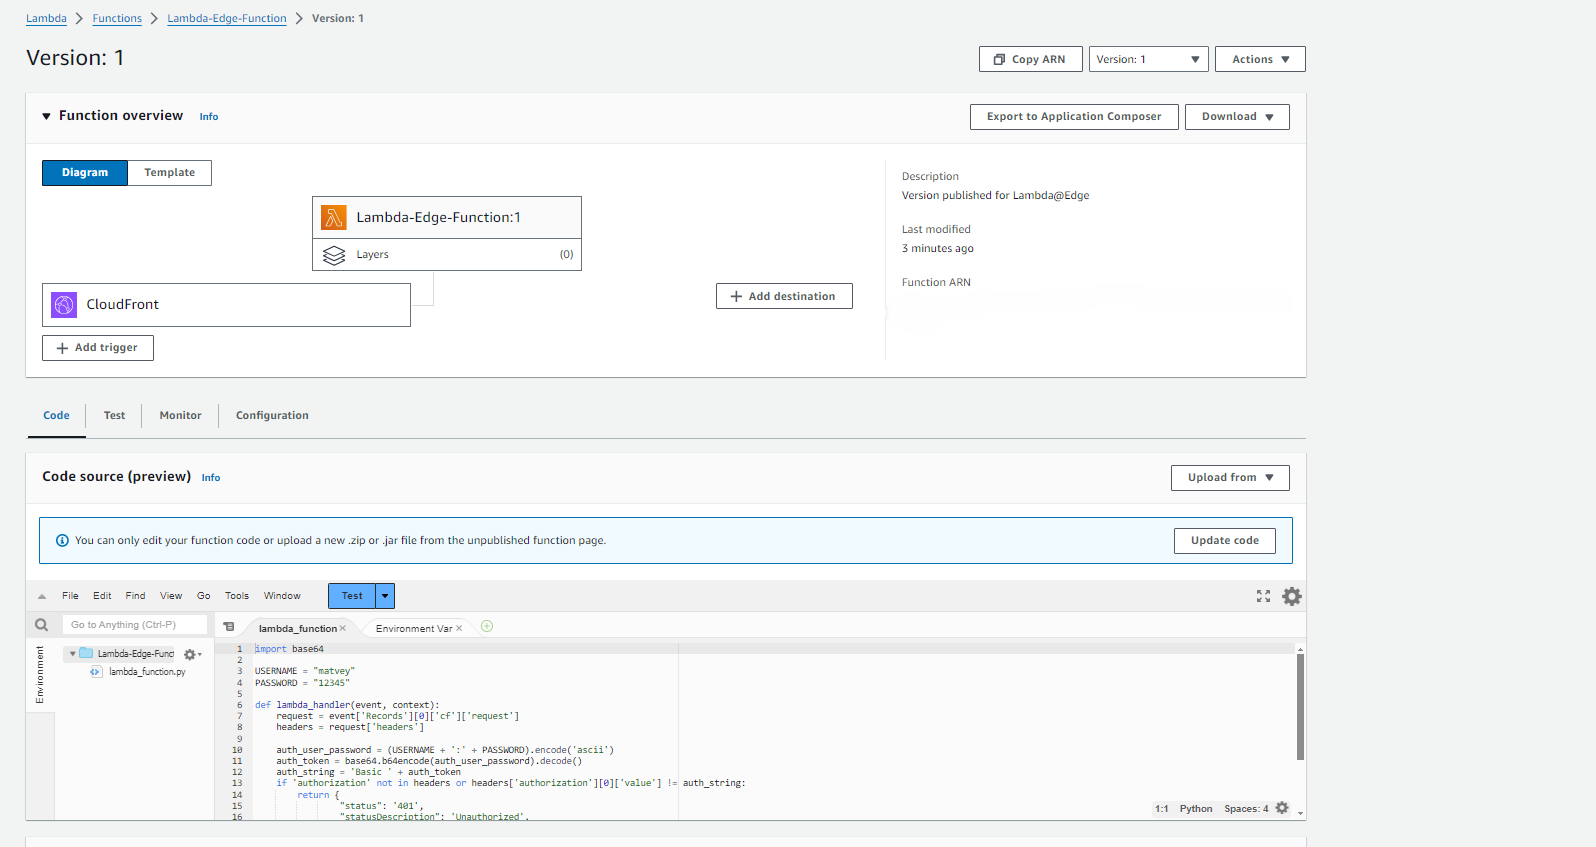 Lambda > Functions > Lambda-Edge-Function > Version: 1
Version: 1
Copy ARN
Version: 1
Actions
Function overview Info
Export to Application Composer
Download
Diagram
Template
Lambda-Edge-Function:1
Layers (0)
CloudFront
+ Add trigger
+ Add destination
Description
Version published for Lambda@Edge
Last modified
3 minutes ago
Function ARN
Code
Test
Monitor
Configuration
Code source (preview) Info
Upload from
You can only edit your function code or upload a new .zip or .jar file from the unpublished function page.
Update code
File Edit Find View Go Tools Window
Test
Go to Anything (Ctrl-P)
Environment
Lambda-Edge-Funct
lambda_function.py
lambda_function ×
Environment Var ×
1 import base64
2
3 USERNAME = "matvey"
4 PASSWORD = "12345"
5
6 def lambda_handler(event, context):
7     request = event['Records'][0]['cf']['request']
8     headers = request['headers']
9
10     auth_user_password = (USERNAME + ':' + PASSWORD).encode('ascii')
11     auth_token = base64.b64encode(auth_user_password).decode()
12     auth_string = 'Basic ' + auth_token
13     if 'authorization' not in headers or headers['authorization'][0]['value'] != auth_string:
14         return {
15                 "status": '401',
16                 "statusDescription": 'Unauthorized',
1:1 Python Spaces: 4